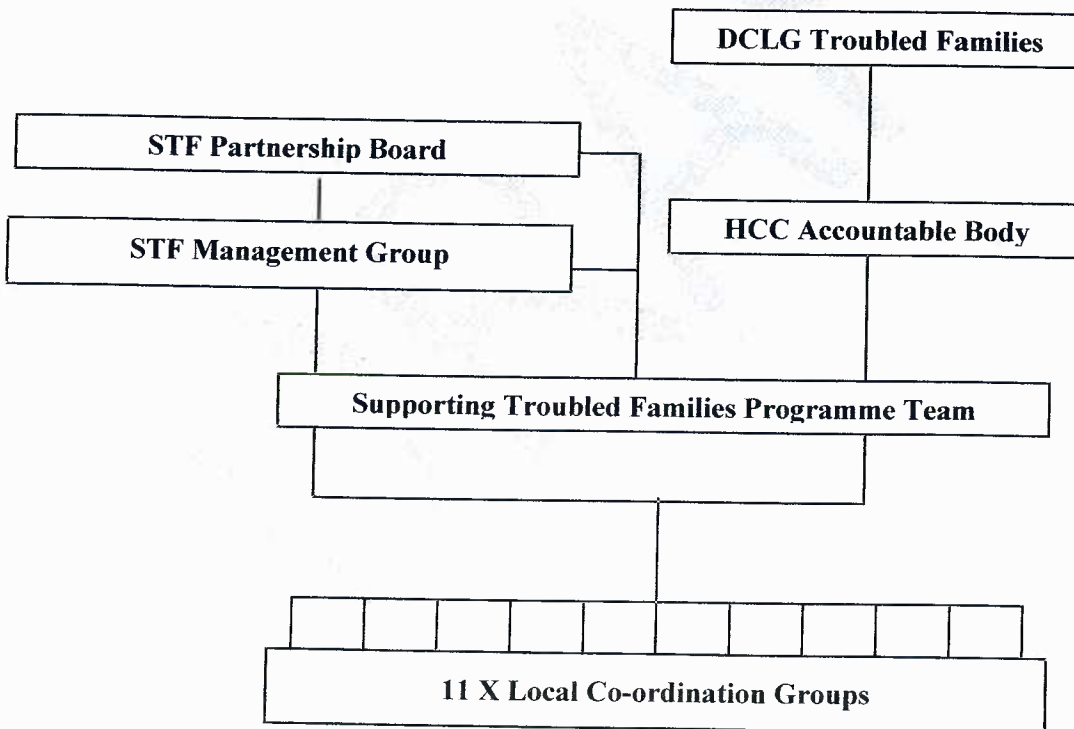 DCLG Troubled Families
STF Partnership Board
HCC Accountable Body
STF Management Group
Supporting Troubled Families Programme Team
11 X Local Co-ordination Groups